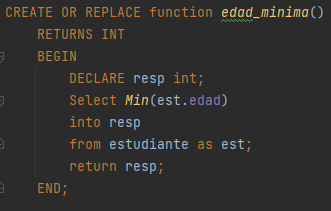 CREATE OR REPLACE function edad_minima()
RETURNS INT
BEGIN
DECLARE resp int;
Select Min(est.edad)
into resp
from estudiante as est;
return resp;
END;